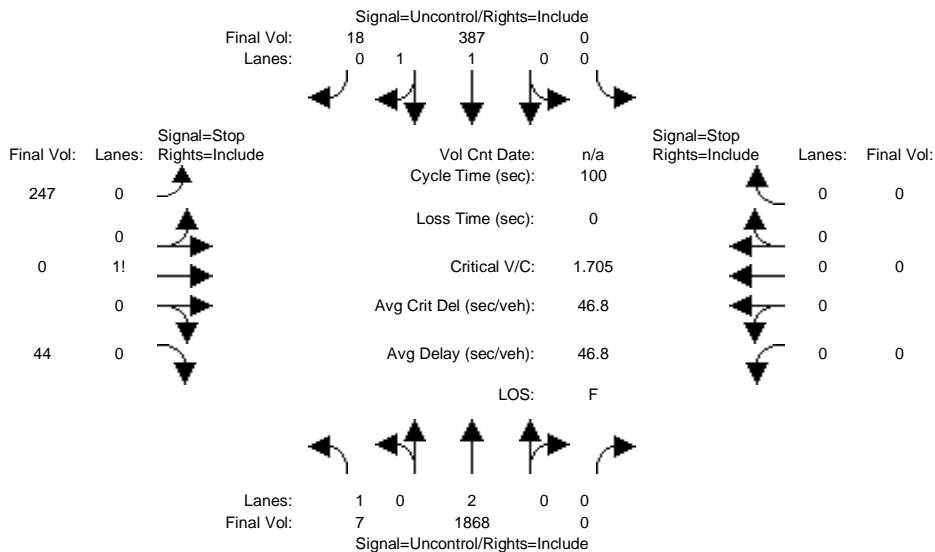 Signal=Uncontrol/Rights=Include
Final Vol: 18 387 0
Lanes: 0 1 1 0 0
Signal=Stop Signal=Stop
Final Vol: Lanes: Rights=Include Vol Cnt Date: n/a Rights=Include Lanes: Final Vol:
Cycle Time (sec): 100
247 0 0 0
Loss Time (sec): 0
0 0
0 1! Critical V/C: 1.705 0 0
0 Avg Crit Del (sec/veh): 46.8 0
44 0 Avg Delay (sec/veh): 46.8 0 0
LOS: F
Lanes: 1 0 2 0 0
Final Vol: 7 1868 0
Signal=Uncontrol/Rights=Include